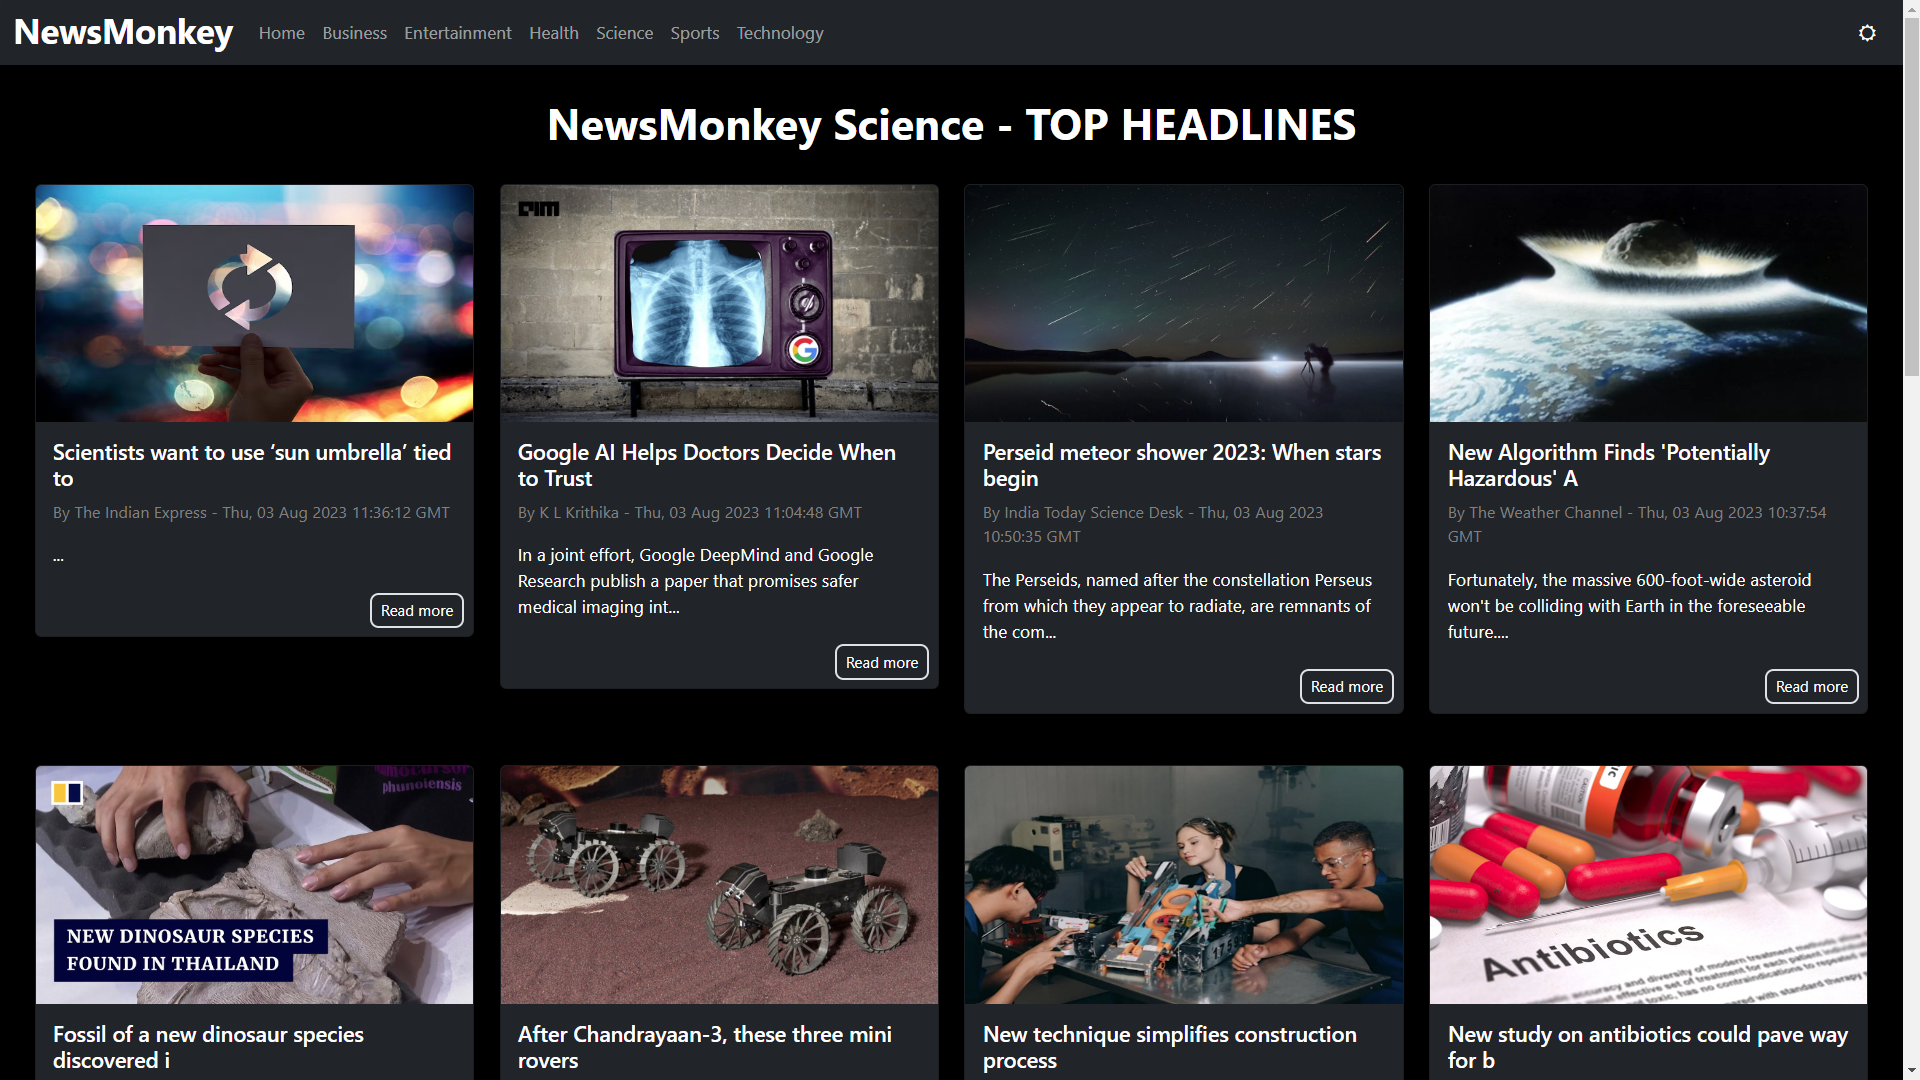 NewsMonkey Home Business Entertainment Health Science Sports Technology
NewsMonkey Science - TOP HEADLINES
Scientists want to use ‘sun umbrella’ tied
to
By The Indian Express - Thu, 03 Aug 2023 11:36:12 GMT
...
Read more
AIM
Google AI Helps Doctors Decide When
to Trust
By K L Krithika - Thu, 03 Aug 2023 11:04:48 GMT
In a joint effort, Google DeepMind and Google
Research publish a paper that promises safer
medical imaging int...
Read more
Perseid meteor shower 2023: When stars
begin
By India Today Science Desk - Thu, 03 Aug 2023
10:50:35 GMT
The Perseids, named after the constellation Perseus
from which they appear to radiate, are remnants of
the com...
Read more
New Algorithm Finds 'Potentially
Hazardous' A
By The Weather Channel - Thu, 03 Aug 2023 10:37:54
GMT
Fortunately, the massive 600-foot-wide asteroid
won't be colliding with Earth in the foreseeable
future....
Read more
phunoiensis
NEW DINOSAUR SPECIES
FOUND IN THAILAND
Fossil of a new dinosaur species
discovered i
After Chandrayaan-3, these three mini
rovers
New technique simplifies construction
process
Antibiotics
New study on antibiotics could pave way
for b